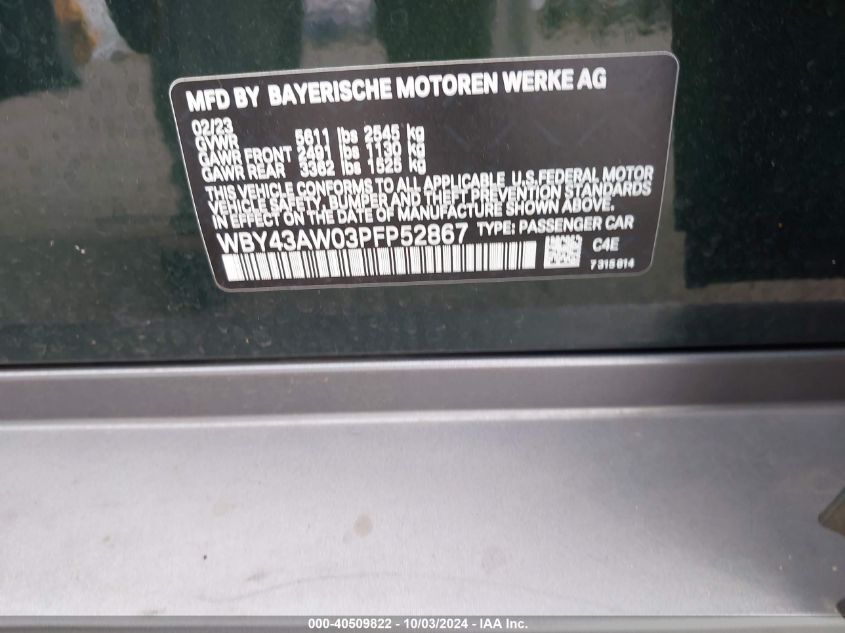 MFD BY BAYERISCHE MOTOREN WERKE AG
02/23
GVWR 5611 lbs 2545 kg
GAWR FRONT 2491 lbs 1130 kg
GAWR REAR 3362 lbs 1525 kg
THIS VEHICLE CONFORMS TO ALL APPLICABLE U.S.FEDERAL MOTOR
VEHICLE SAFETY, BUMPER AND THEFT PREVENTION STANDARDS
IN EFFECT ON THE DATE OF MANUFACTURE SHOWN ABOVE.
WBY43AW03PFP52867 TYPE: PASSENGER CAR
C4E
7315814
000-40509822 - 10/03/2024 - IAA Inc.